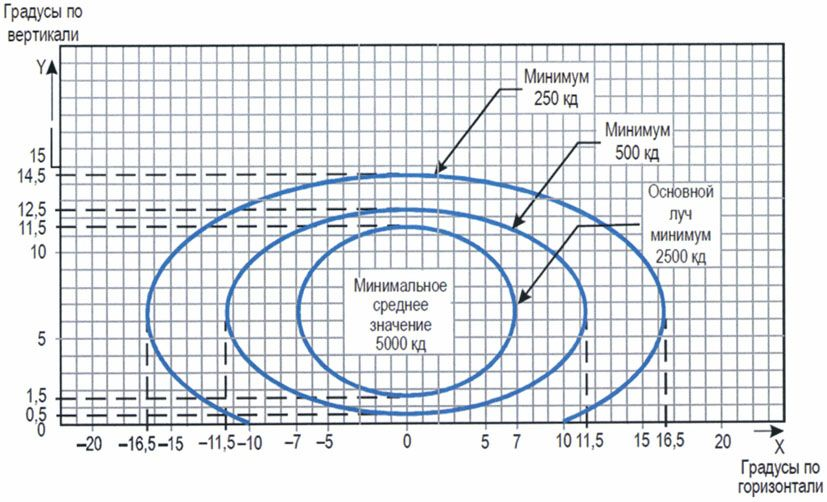 Градусы по
вертикали
Y
Минимум
250 кд
Минимум
500 кд
Основной
луч
минимум
2500 кд
Минимальное
среднее
значение
5000 кд
15
14,5
12,5
11,5
10
5
1,5
0,5
0
–20 –16,5 –15 –11,5 –10 –7 –5 0 5 7 10 11,5 15 16,5 20 X
Градусы по
горизонтали